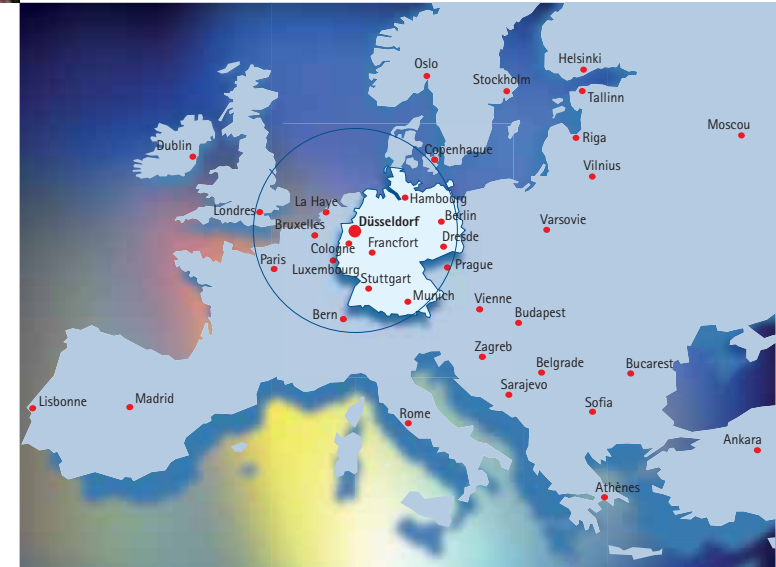 Oslo
Helsinki
Stockholm
Tallinn
Moscou
Riga
Dublin
Copenhague
Vilnius
Hambourg
La Haye
Londres
Berlin
Düsseldorf
Varsovie
Bruxelles
Dresde
Cologne
Francfort
Paris
Luxembourg
Prague
Stuttgart
Munich
Vienne
Bern
Budapest
Zagreb
Belgrade
Bucarest
Sarajevo
Lisbonne
Madrid
Sofia
Rome
Ankara
Athènes